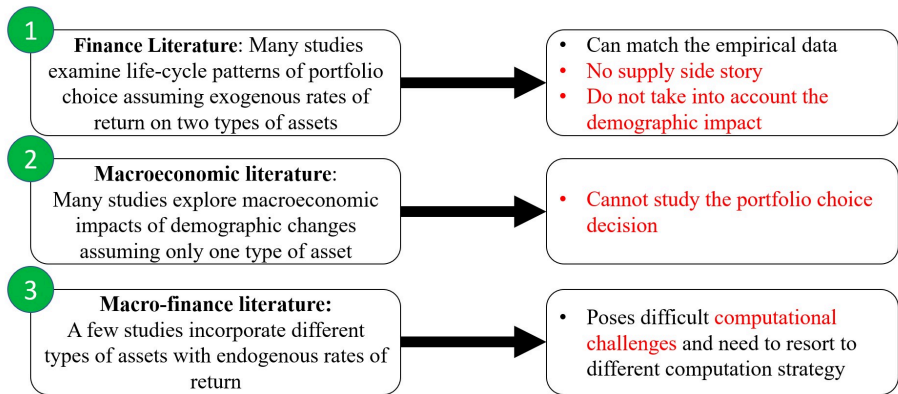 1
Finance Literature: Many studies
examine life-cycle patterns of portfolio
choice assuming exogenous rates of
return on two types of assets
• Can match the empirical data
• No supply side story
• Do not take into account the
demographic impact
2
Macroeconomic literature:
Many studies explore macroeconomic
impacts of demographic changes
assuming only one type of asset
• Cannot study the portfolio choice
decision
3
Macro-finance literature:
A few studies incorporate different
types of assets with endogenous rates of
return
• Poses difficult computational
challenges and need to resort to
different computation strategy